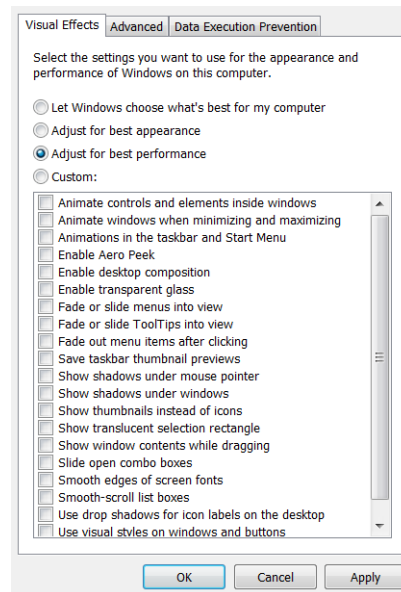 Visual Effects Advanced Data Execution Prevention
Select the settings you want to use for the appearance and
performance of Windows on this computer.
Let Windows choose what's best for my computer
Adjust for best appearance
Adjust for best performance
Custom:
Animate controls and elements inside windows
Animate windows when minimizing and maximizing
Animations in the taskbar and Start Menu
Enable Aero Peek
Enable desktop composition
Enable transparent glass
Fade or slide menus into view
Fade or slide ToolTips into view
Fade out menu items after clicking
Save taskbar thumbnail previews
Show shadows under mouse pointer
Show shadows under windows
Show thumbnails instead of icons
Show translucent selection rectangle
Show window contents while dragging
Slide open combo boxes
Smooth edges of screen fonts
Smooth-scroll list boxes
Use drop shadows for icon labels on the desktop
Use visual styles on windows and buttons
OK Cancel Apply